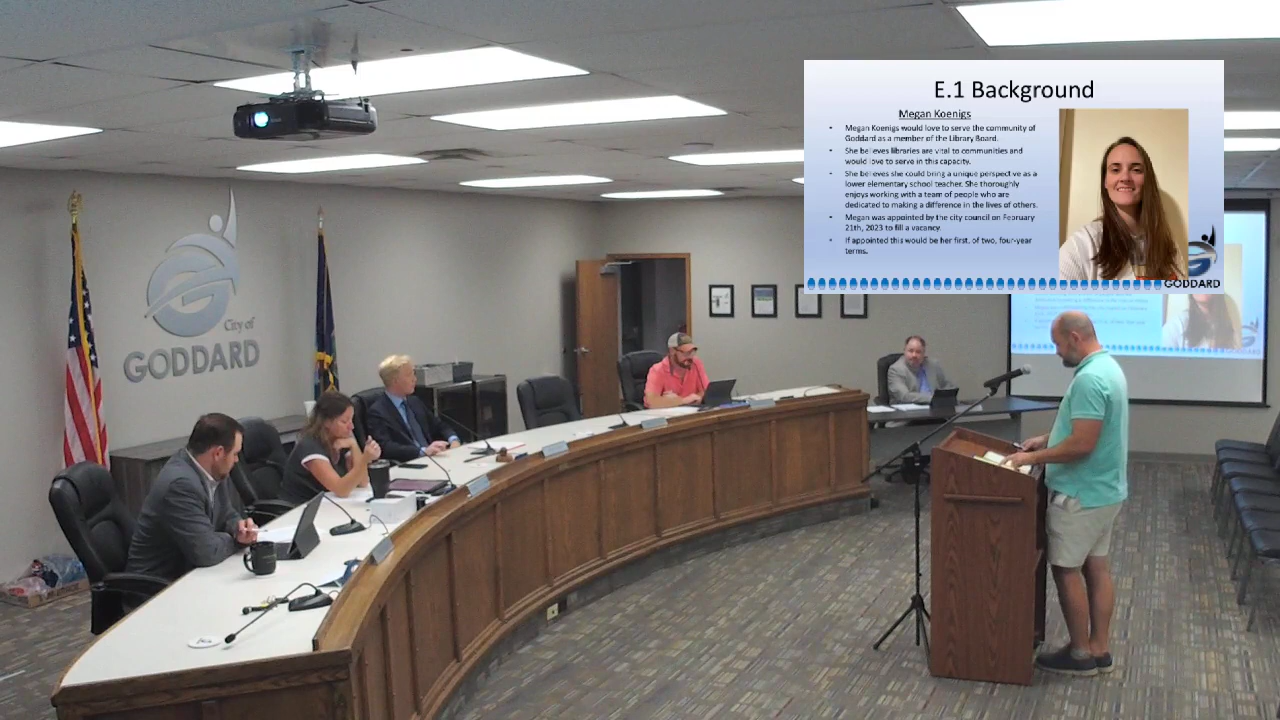 E.1 Background
Megan Koenigs
• Megan Koenigs would love to serve the community of
Goddard as a member of the Library Board.
• She believes libraries are vital to communities and
would love to serve in this capacity.
• She believes she could bring a unique perspective as a
lower elementary school teacher. She thoroughly
enjoys working with a team of people who are
dedicated to making a difference in the lives of others.
• Megan was appointed by the city council on February
21th, 2023 to fill a vacancy.
• If appointed this would be her first, of two, four-year
terms.
GODDARD
City of
GODDARD